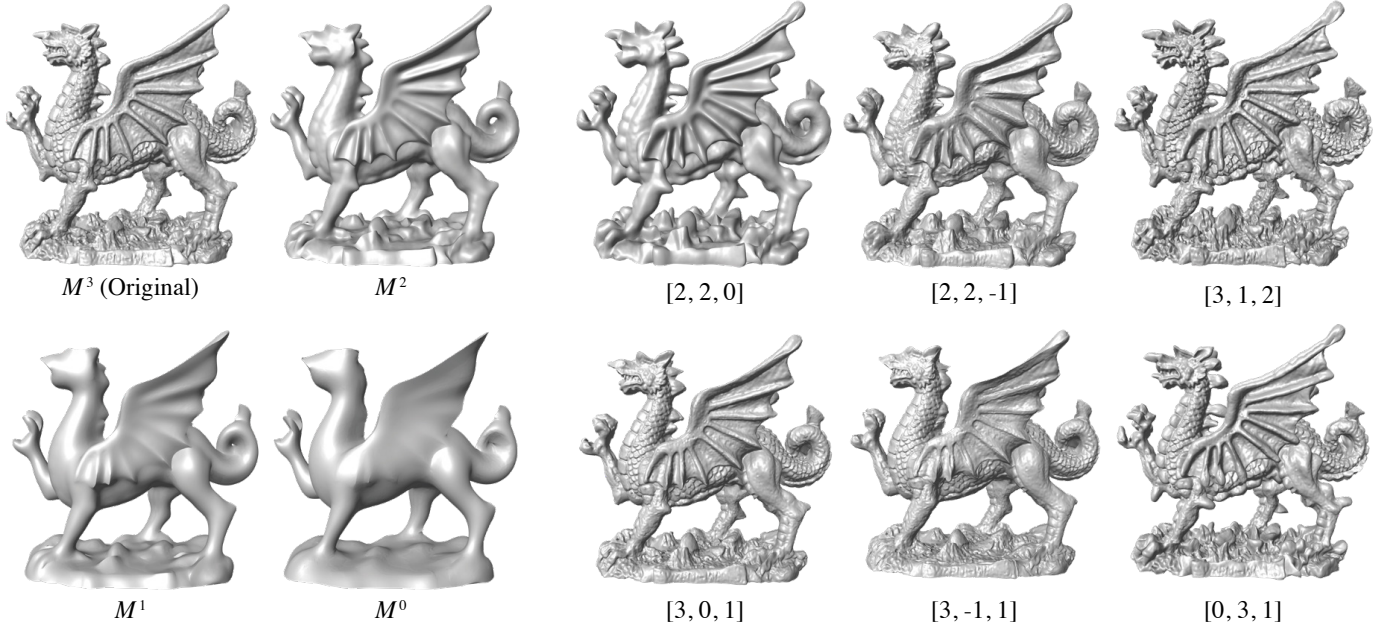 M³ (Original)
M²
[2, 2, 0]
[2, 2, -1]
[3, 1, 2]
M¹
M⁰
[3, 0, 1]
[3, -1, 1]
[0, 3, 1]